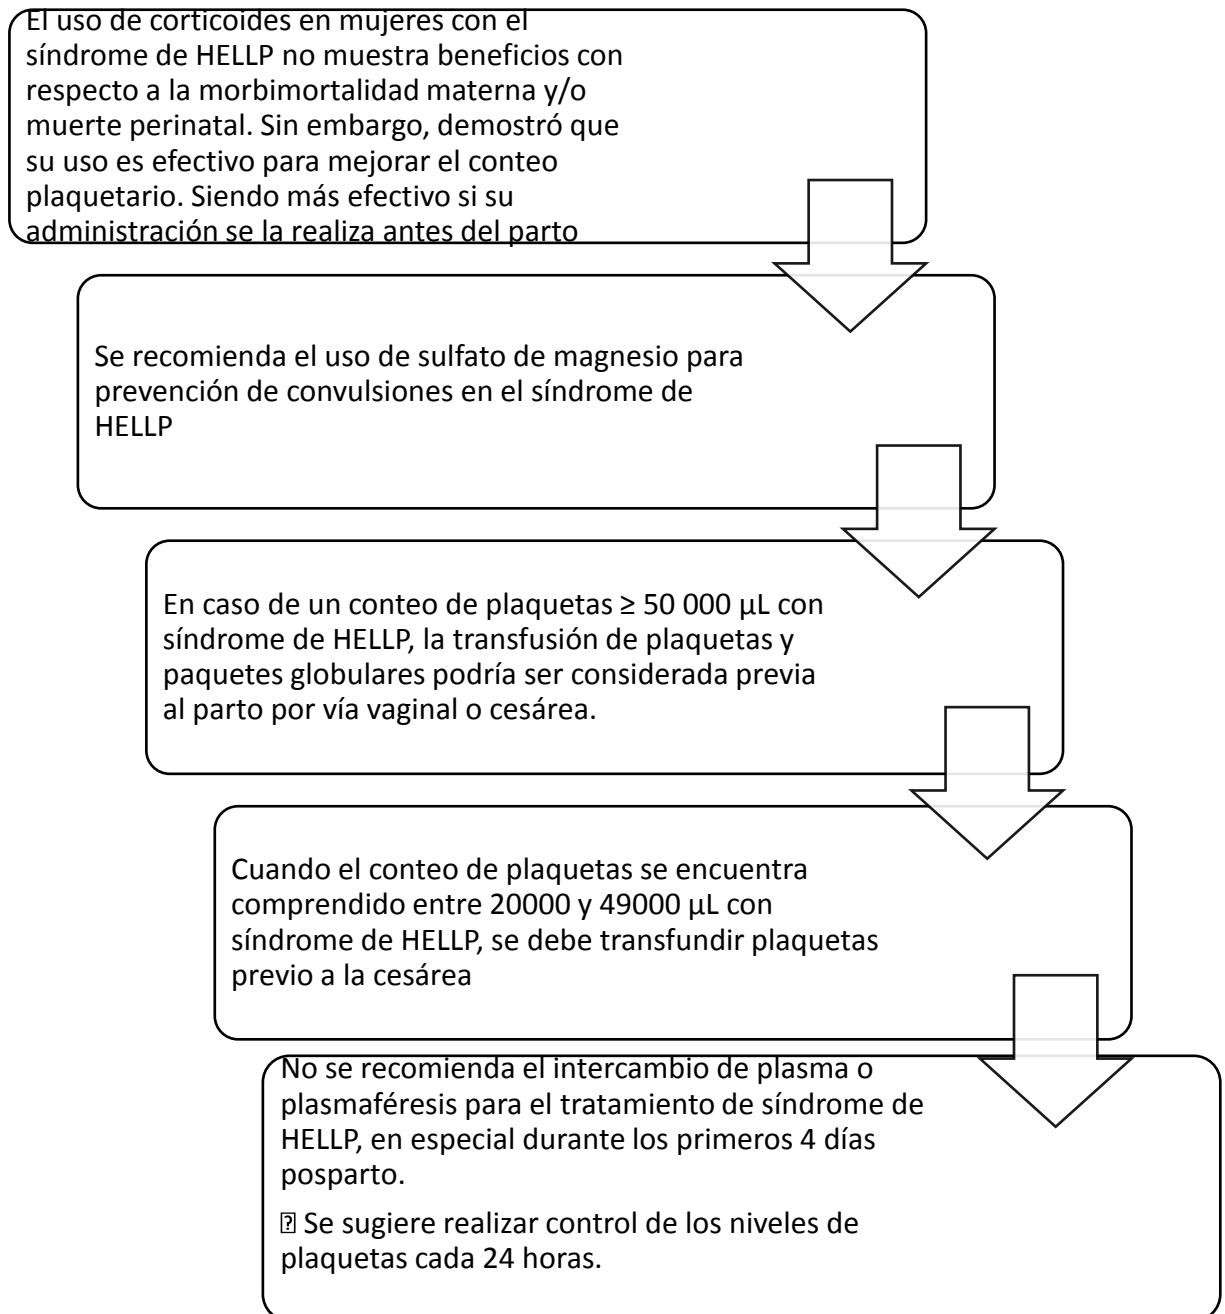 El uso de corticoides en mujeres con el
síndrome de HELLP no muestra beneficios con
respecto a la morbimortalidad materna y/o
muerte perinatal. Sin embargo, demostró que
su uso es efectivo para mejorar el conteo
plaquetario. Siendo más efectivo si su
administración se la realiza antes del parto
Se recomienda el uso de sulfato de magnesio para
prevención de convulsiones en el síndrome de
HELLP
En caso de un conteo de plaquetas ≥ 50 000 μL con
síndrome de HELLP, la transfusión de plaquetas y
paquetes globulares podría ser considerada previa
al parto por vía vaginal o cesárea.
Cuando el conteo de plaquetas se encuentra
comprendido entre 20000 y 49000 μL con
síndrome de HELLP, se debe transfundir plaquetas
previo a la cesárea
No se recomienda el intercambio de plasma o
plasmaféresis para el tratamiento de síndrome de
HELLP, en especial durante los primeros 4 días
posparto.
⍰ Se sugiere realizar control de los niveles de
plaquetas cada 24 horas.